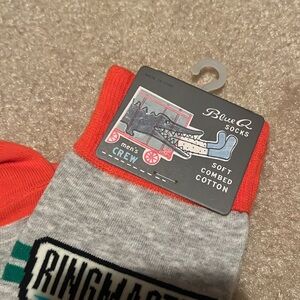 Blue Q
SOCKS
men's
CREW
SOFT
COMBED
COTTON
RINGMAST